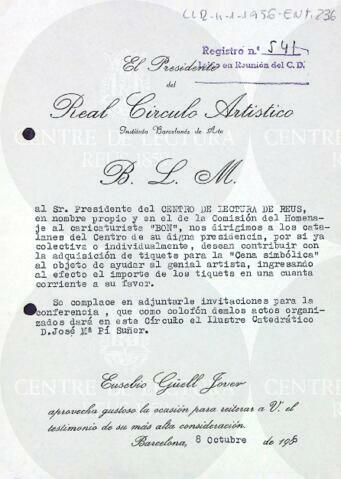 CLR-4-1-1956-ENT.236
Registro n.º 541
Leído en Reunión del C.D.
El Presidente
del
Real Círculo Artístico
Instituto Barcelonés de Arte
B. L. M.
al Sr. Presidente del CENTRO DE LECTURA DE REUS,
en nombre propio y en el de la Comisión del Homena-
je al caricaturista "BON", nos dirigimos a los cata-
lanes del Centro de su digna presidencia, por si ya
colectiva o individualmente, desean contribuir con
la adquisición de tiquets para la "Cena simbólica"
al objeto de ayudar al genial artista, ingresando
al efecto el importe de los tiquets en una cuenta
corriente a su favor.
Se complace en adjuntarle invitaciones para la
conferencia , que como colofón demlos actos organi-
zados dará en este Círculo el Ilustre Catedrático
D.José Mª Pi Suñer.
Eusebio Güell Jover
aprovecha gustoso la ocasión para reiterar a V. el
testimonio de su más alta consideración.
Barcelona, 8 Octubre de 195
CENTRE DE LECTURA
REUS 1859